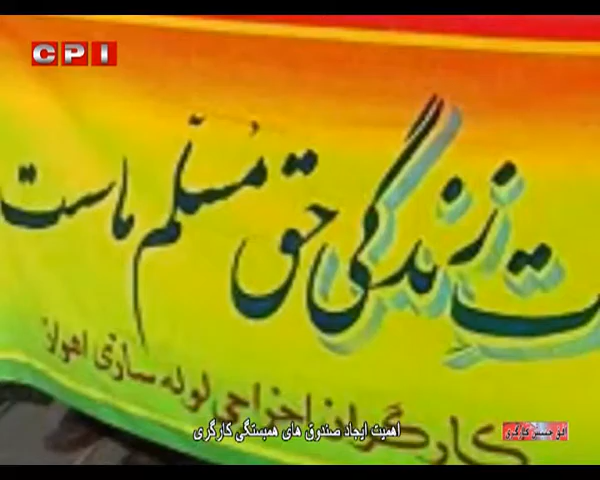 CPI
ت زندگی حق مسلم ماست
کارگران اخراجی لوله سازی اهواز
اهمیت ایجاد صندوق های همبستگی کارگری